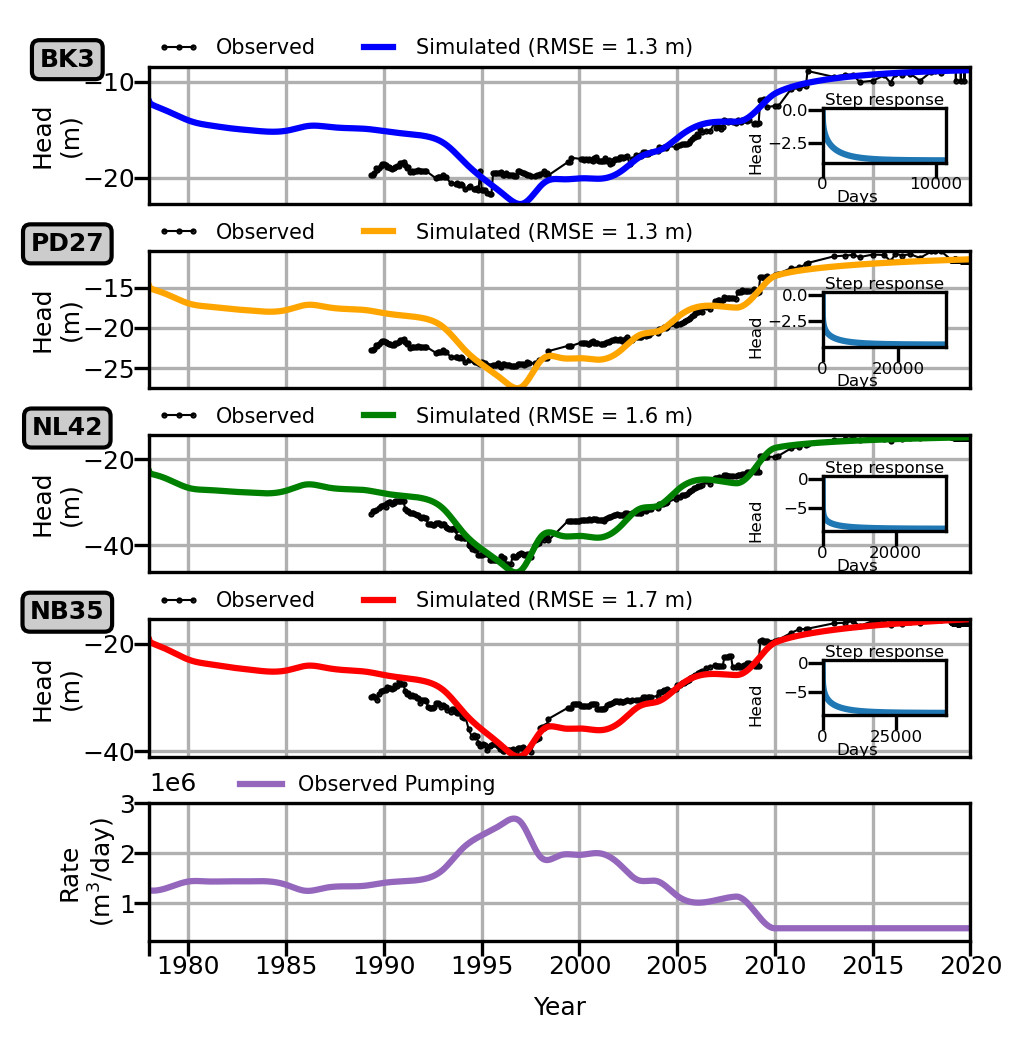 BK3
Observed Simulated (RMSE = 1.3 m)
Head
(m)
−10
−20
Step response
Head
0.0
−2.5
0 10000
Days
PD27
Observed Simulated (RMSE = 1.3 m)
Head
(m)
−15
−20
−25
Step response
Head
0.0
−2.5
0 20000
Days
NL42
Observed Simulated (RMSE = 1.6 m)
Head
(m)
−20
−40
Step response
Head
0
−5
0 20000
Days
NB35
Observed Simulated (RMSE = 1.7 m)
Head
(m)
−20
−40
Step response
Head
0
−5
0 25000
Days
1e6 Observed Pumping
Rate
(m³/day)
3
2
1
1980 1985 1990 1995 2000 2005 2010 2015 2020
Year